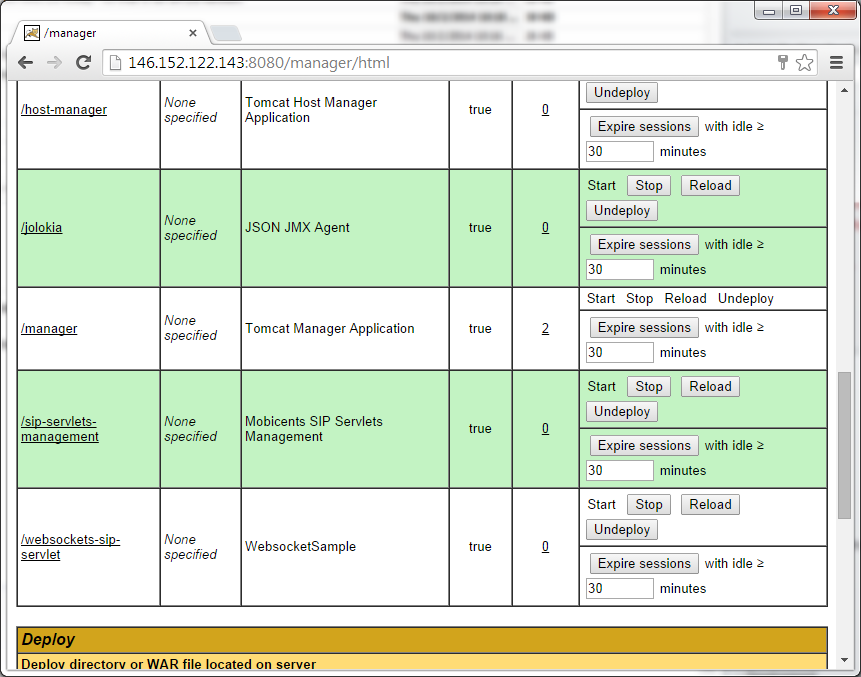 /manager
146.152.122.143:8080/manager/html
Undeploy
/host-manager
None
specified
Tomcat Host Manager
Application
true
0
Expire sessions with idle ≥
30 minutes
/jolokia
None
specified
JSON JMX Agent
true
0
Start Stop Reload
Undeploy
Expire sessions with idle ≥
30 minutes
/manager
None
specified
Tomcat Manager Application
true
2
Start Stop Reload Undeploy
Expire sessions with idle ≥
30 minutes
/sip-servlets-
management
None
specified
Mobicents SIP Servlets
Management
true
0
Start Stop Reload
Undeploy
Expire sessions with idle ≥
30 minutes
/websockets-sip-
servlet
None
specified
WebsocketSample
true
0
Start Stop Reload
Undeploy
Expire sessions with idle ≥
30 minutes
Deploy
Deploy directory or WAR file located on server